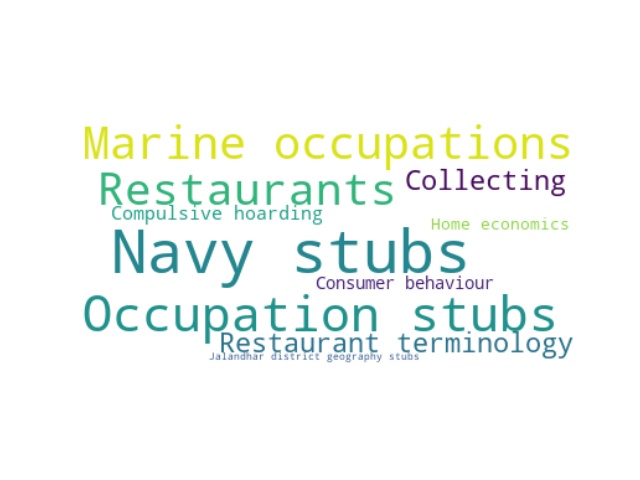 Marine occupations
Restaurants
Collecting
Compulsive hoarding
Home economics
Navy stubs
Consumer behaviour
Occupation stubs
Restaurant terminology
Jalandhar district geography stubs